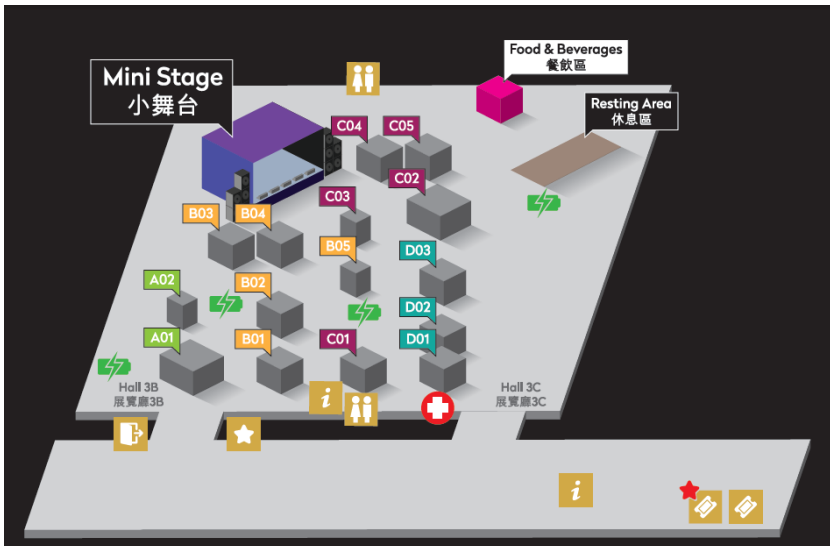 Food & Beverages
餐飲區
Mini Stage
小舞台
Resting Area
休息區
C04
C05
C02
C03
B03
B04
B05
D03
A02
B02
D02
A01
B01
C01
D01
Hall 3B
展覽廊3B
Hall 3C
展覽廊3C
i
i